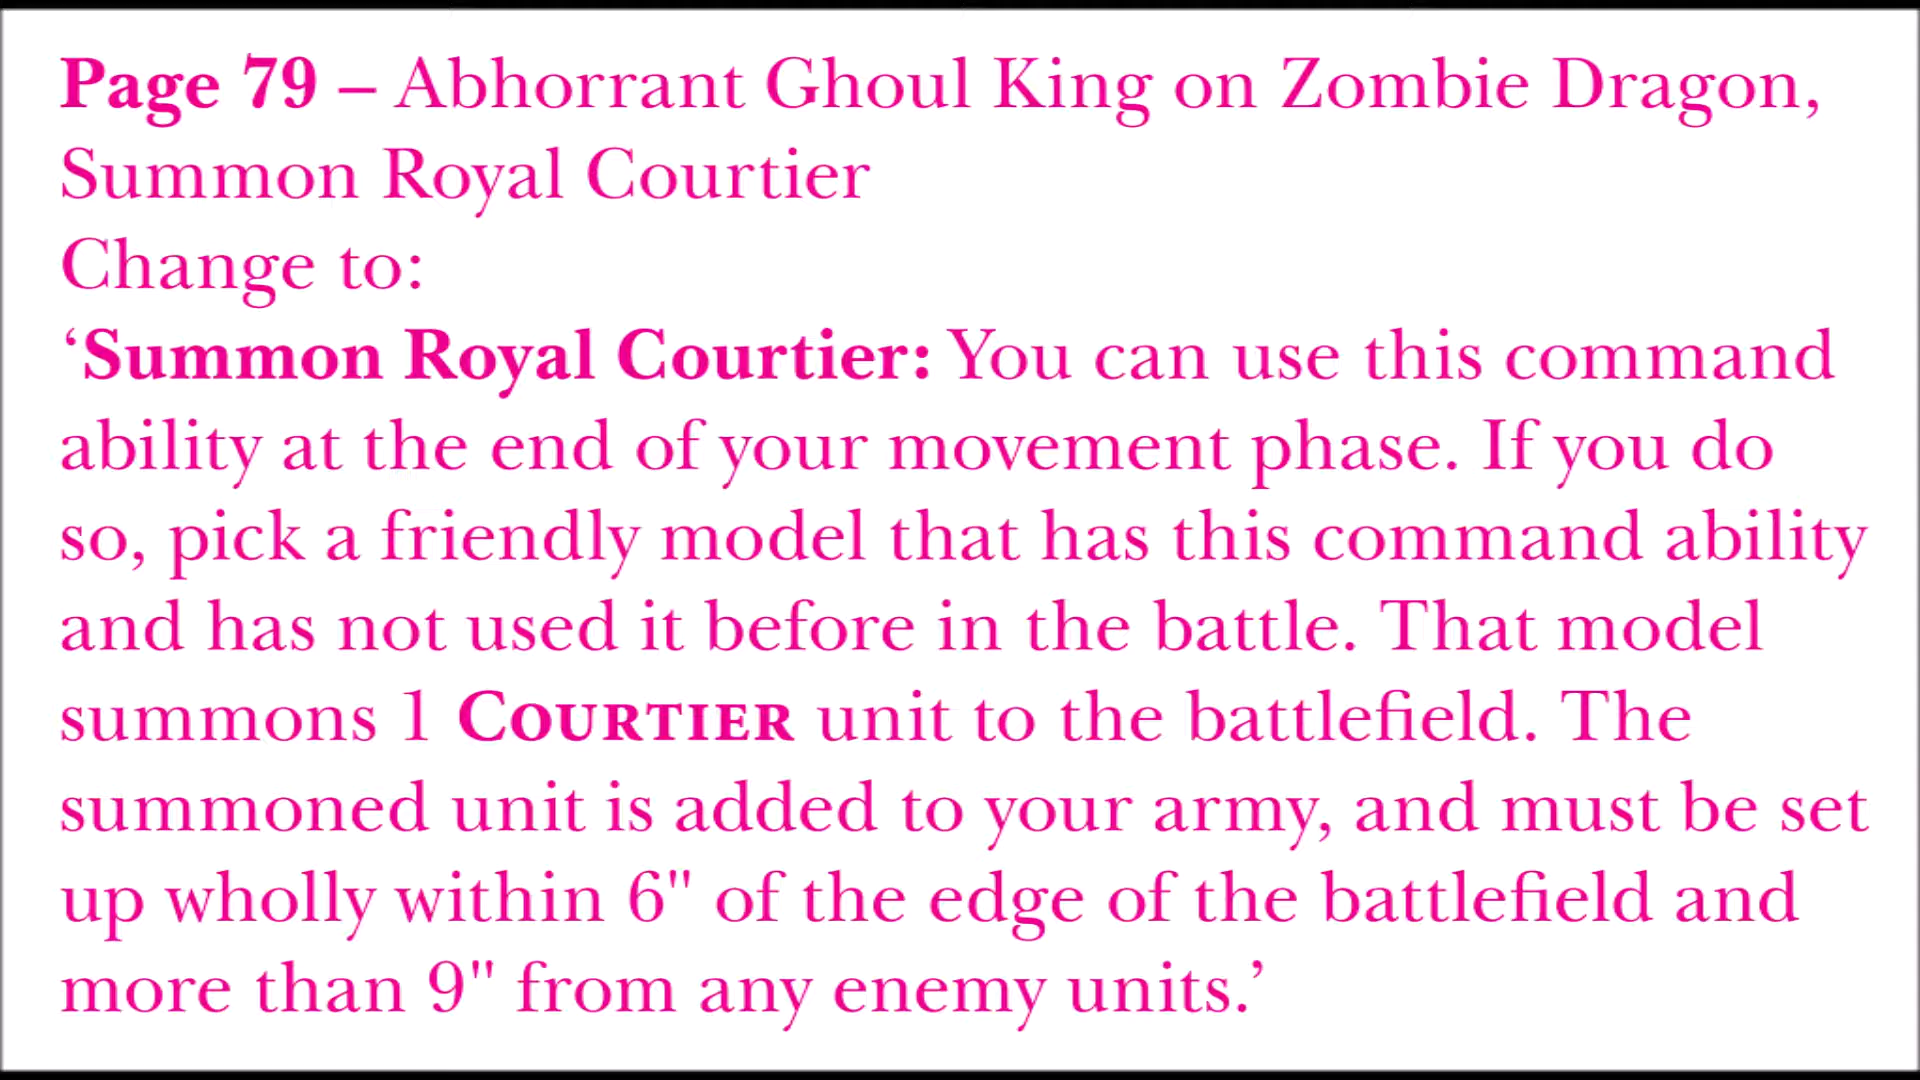 Page 79 – Abhorrant Ghoul King on Zombie Dragon,
Summon Royal Courtier
Change to:
‘Summon Royal Courtier: You can use this command
ability at the end of your movement phase. If you do
so, pick a friendly model that has this command ability
and has not used it before in the battle. That model
summons 1 COURTIER unit to the battlefield. The
summoned unit is added to your army, and must be set
up wholly within 6" of the edge of the battlefield and
more than 9" from any enemy units.’